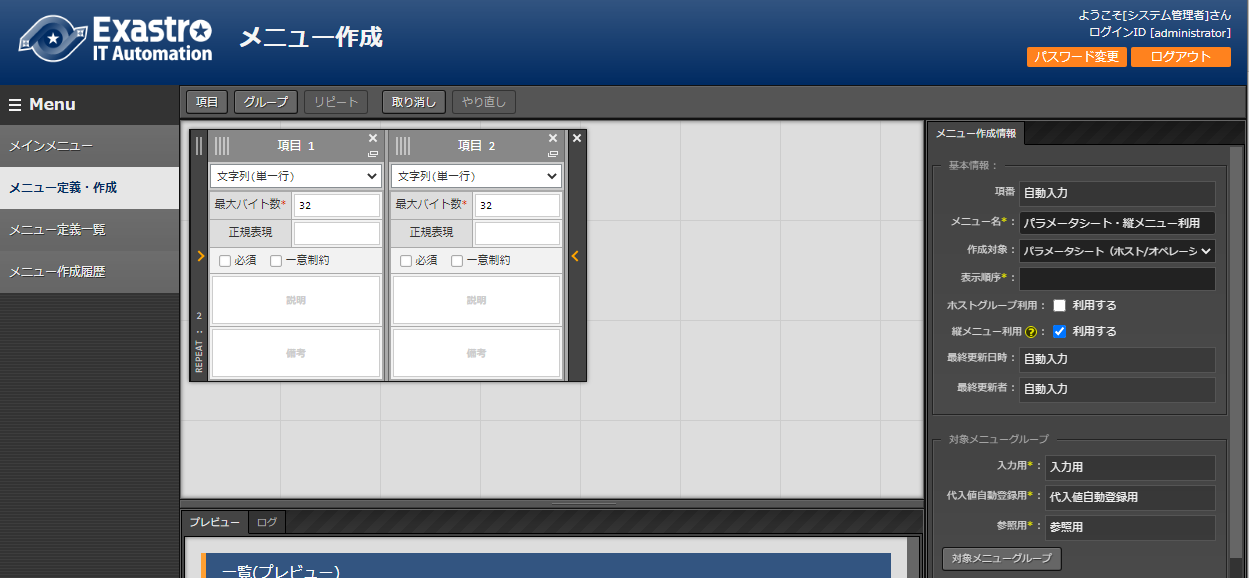 Exastro
IT Automation
メニュー作成
ようこそ[システム管理者]さん
ログインID [administrator]
パスワード変更
ログアウト
Menu
メインメニュー
メニュー定義・作成
メニュー定義一覧
メニュー作成履歴
項目
グループ
リピート
取り消し
やり直し
REPEAT : 2
項目 1
文字列(単一行)
最大バイト数* 32
正規表現
必須 一意制約
説明
備考
項目 2
文字列(単一行)
最大バイト数* 32
正規表現
必須 一意制約
説明
備考
プレビュー
ログ
一覧(プレビュー)
メニュー作成情報
基本情報：
項番 自動入力
メニュー名*： パラメータシート・縦メニュー利用
作成対象： パラメータシート（ホスト/オペレーシ
表示順序*：
ホストグループ利用： 利用する
縦メニュー利用?： 利用する
最終更新日時： 自動入力
最終更新者： 自動入力
対象メニューグループ
入力用*： 入力用
代入値自動登録用*： 代入値自動登録用
参照用*： 参照用
対象メニューグループ